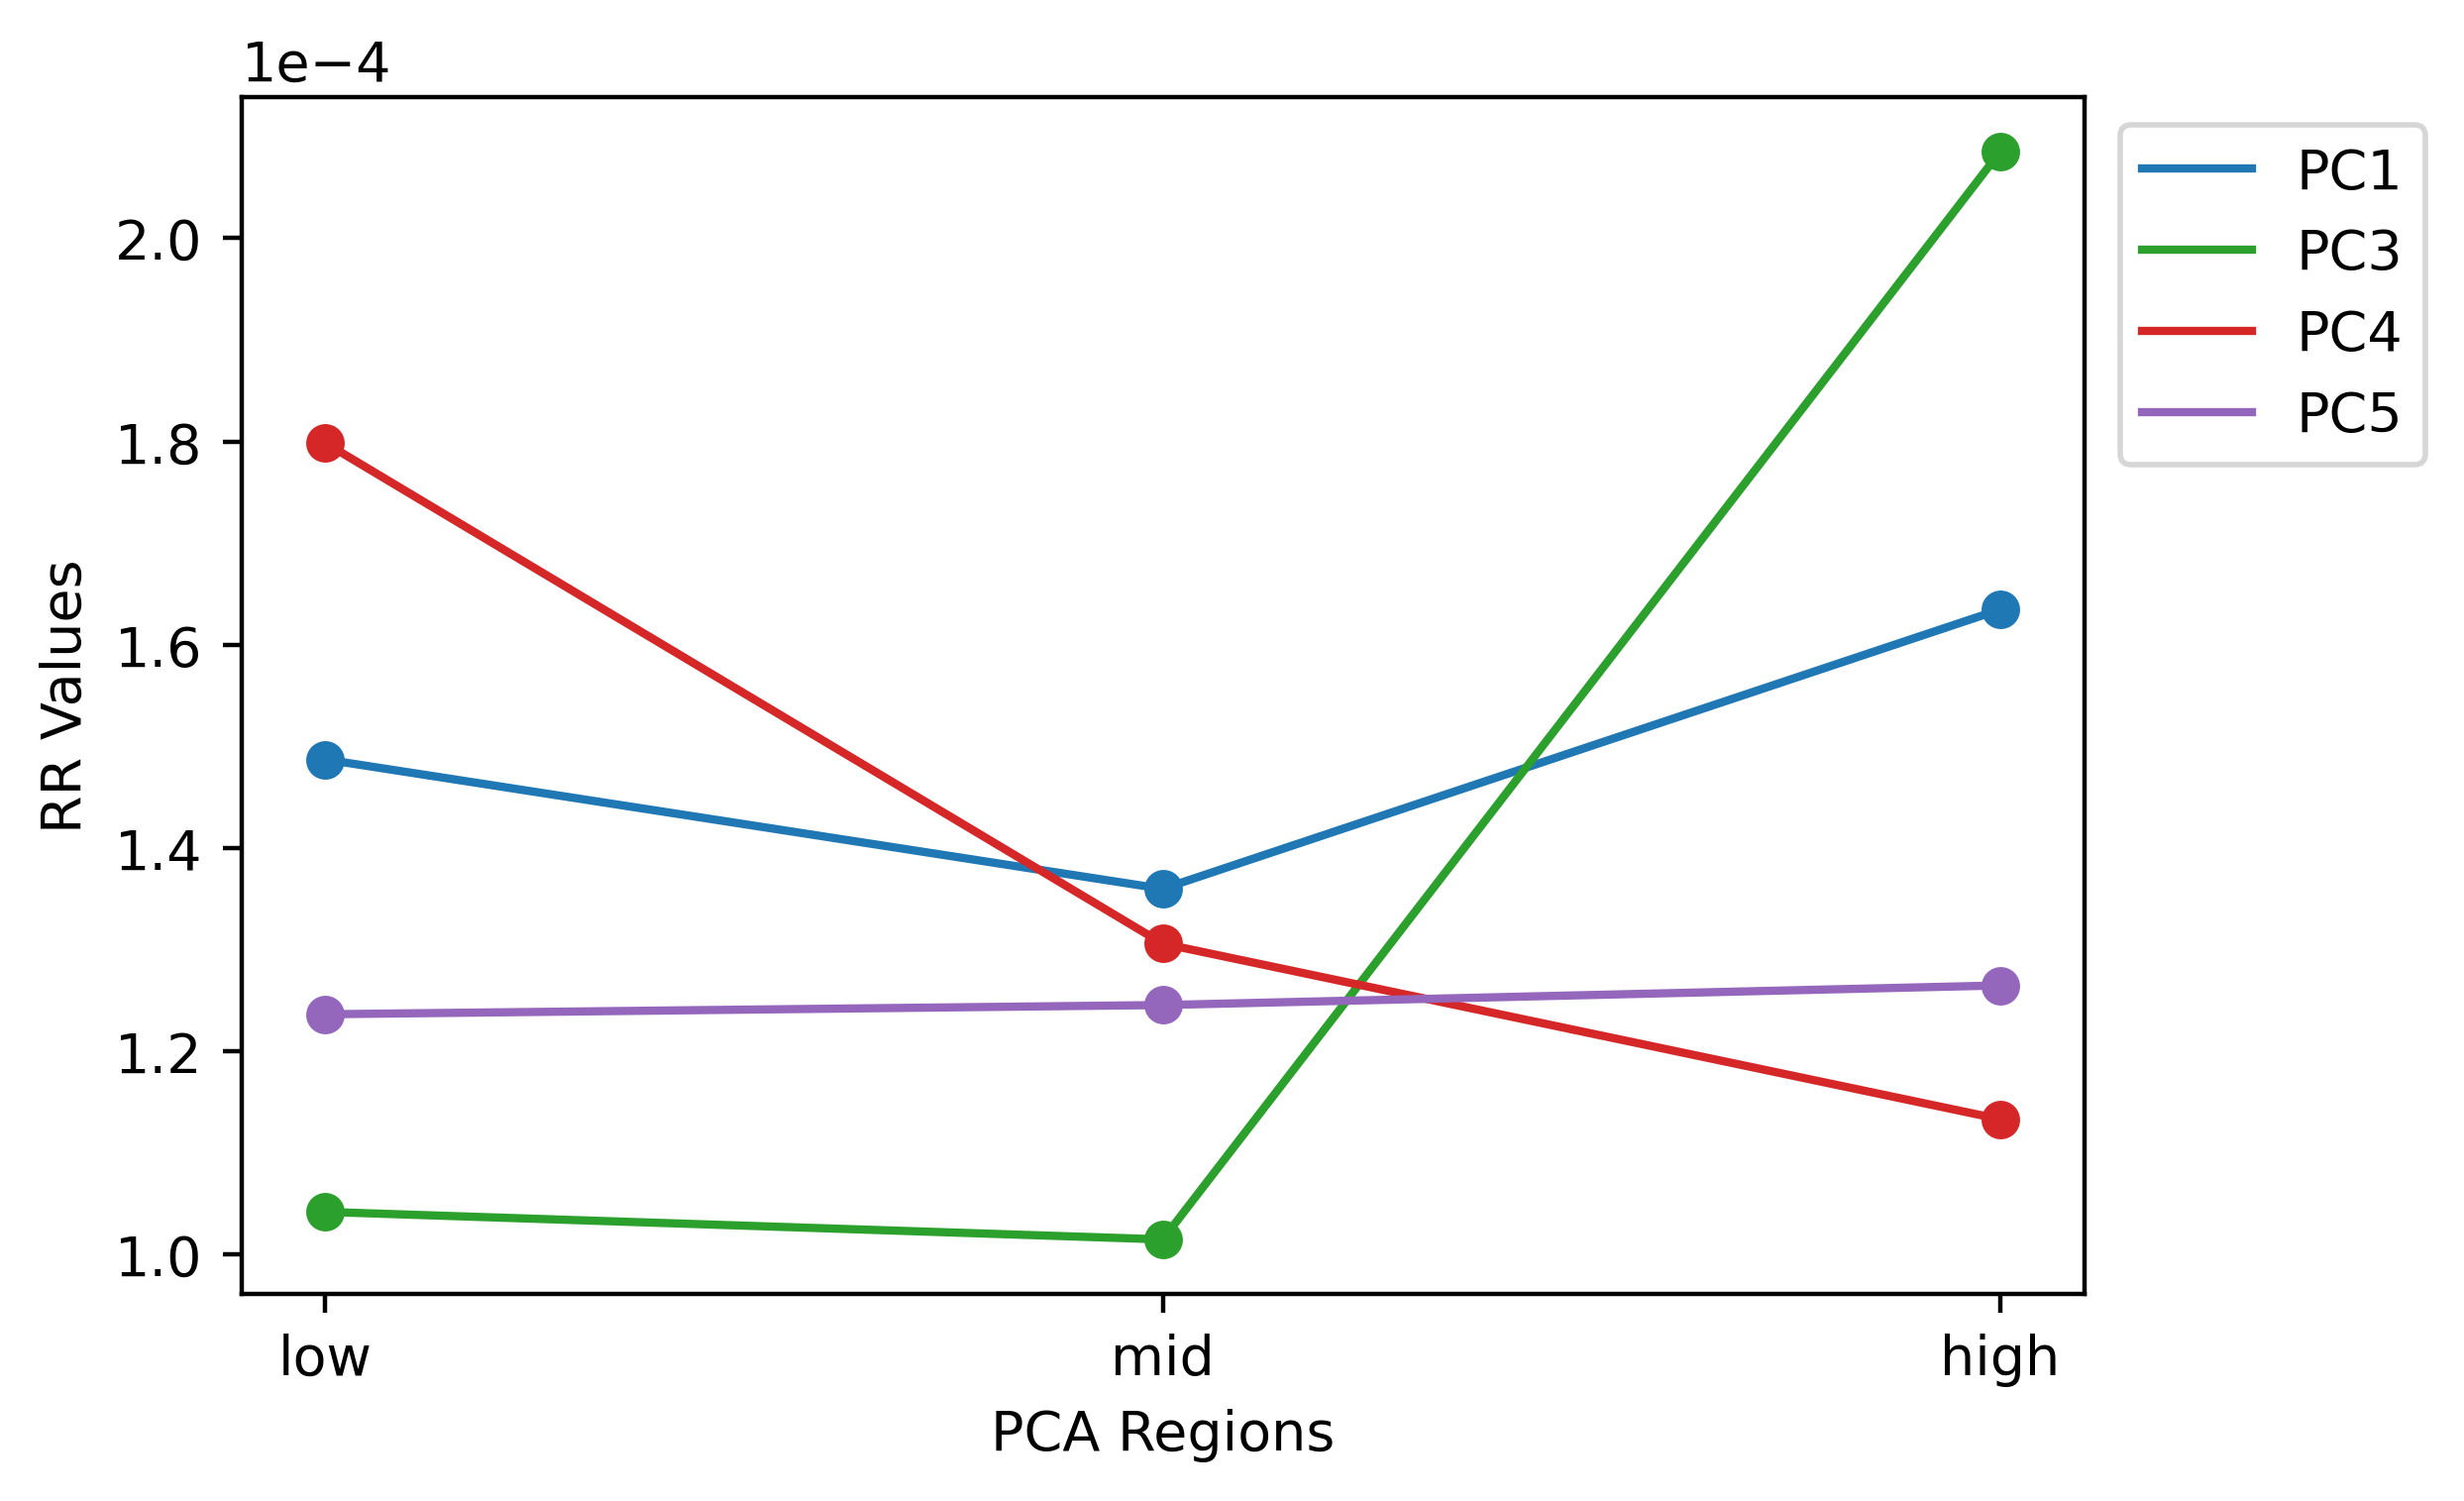 1e−4
2.0
1.8
1.6
1.4
1.2
1.0
RR Values
low
mid
high
PCA Regions
PC1
PC3
PC4
PC5